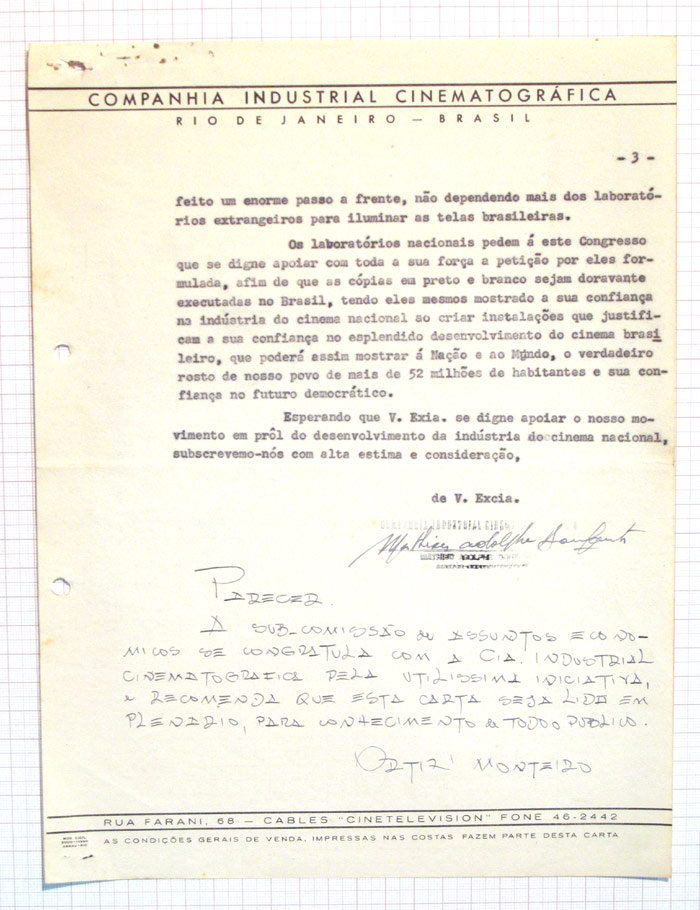 COMPANHIA INDUSTRIAL CINEMATOGRÁFICA
RIO DE JANEIRO — BRASIL
- 3 -
feito um enorme passo a frente, não dependendo mais dos laborató-
rios extrangeiros para iluminar as telas brasileiras.
Os laboratórios nacionais pedem á este Congresso
que se digne apoiar com toda a sua força a petição por eles for-
mulada, afim de que as cópias em preto e branco sejam doravante
executadas no Brasil, tendo eles mesmos mostrado a sua confiança
na indústria do cinema nacional ao criar instalações que justifi-
cam a sua confiança no esplendido desenvolvimento do cinema brasi
leiro, que poderá assim mostrar á Nação e ao Mundo, o verdadeiro
rosto de nosso povo de mais de 52 milhões de habitantes e sua con-
fiança no futuro democrático.
Esperando que V. Exia. se digne apoiar o nosso mo-
vimento em prôl do desenvolvimento da indústria do cinema nacional,
subscrevemo-nós com alta estima e consideração,
de V. Excia.
Mathieu Adolphe
PARECER.
A SUB-COMISSÃO de ASSUNTOS ECONO-
MICOS SE CONGRATULA COM A CIA. INDUSTRIAL
CINEMATOGRAFICA PELA UTILISSIMA INICIATIVA,
e RECOMENDA QUE ESTA CARTA SEJA LIDA EM
PLENARIO, PARA CONHECIMENTO de TODO O PUBLICO.
ORTIZ MONTEIRO
RUA FARANI, 68 — CABLES "CINETELEVISION" FONE 46-2442
AS CONDIÇÕES GERAIS DE VENDA, IMPRESSAS NAS COSTAS FAZEM PARTE DESTA CARTA